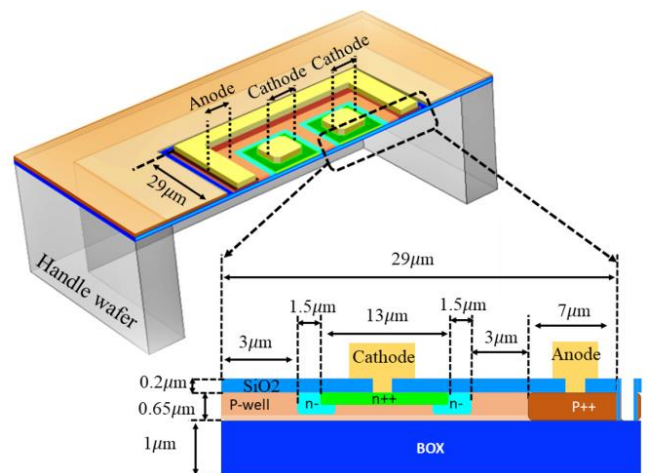 Anode
Cathode
Cathode
29μm
Handle wafer
29μm
1.5μm
13μm
1.5μm
7μm
3μm
3μm
Cathode
Anode
0.2μm
SiO2
0.65μm
P-well
n-
n++
n-
P++
1μm
BOX